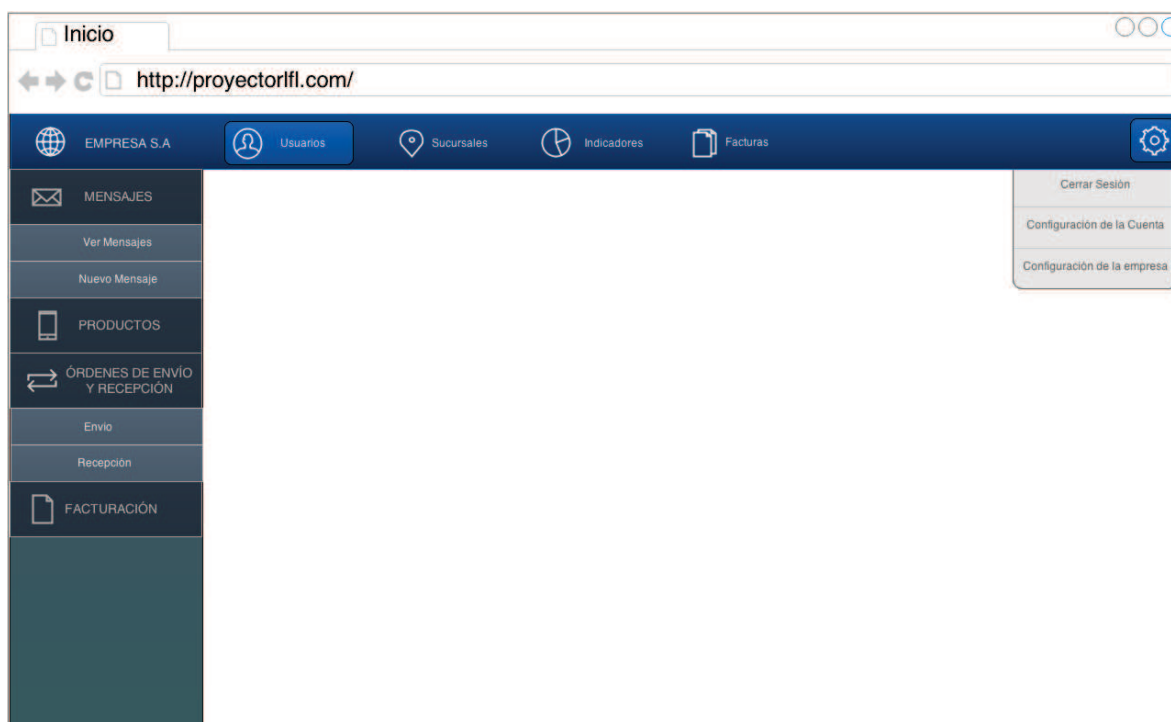 Inicio
http://proyectorlfl.com/
EMPRESA S.A
Usuarios
Sucursales
Indicadores
Facturas
MENSAJES
Ver Mensajes
Nuevo Mensaje
PRODUCTOS
ÓRDENES DE ENVÍO
Y RECEPCIÓN
Envío
Recepción
FACTURACIÓN
Cerrar Sesión
Configuración de la Cuenta
Configuración de la empresa